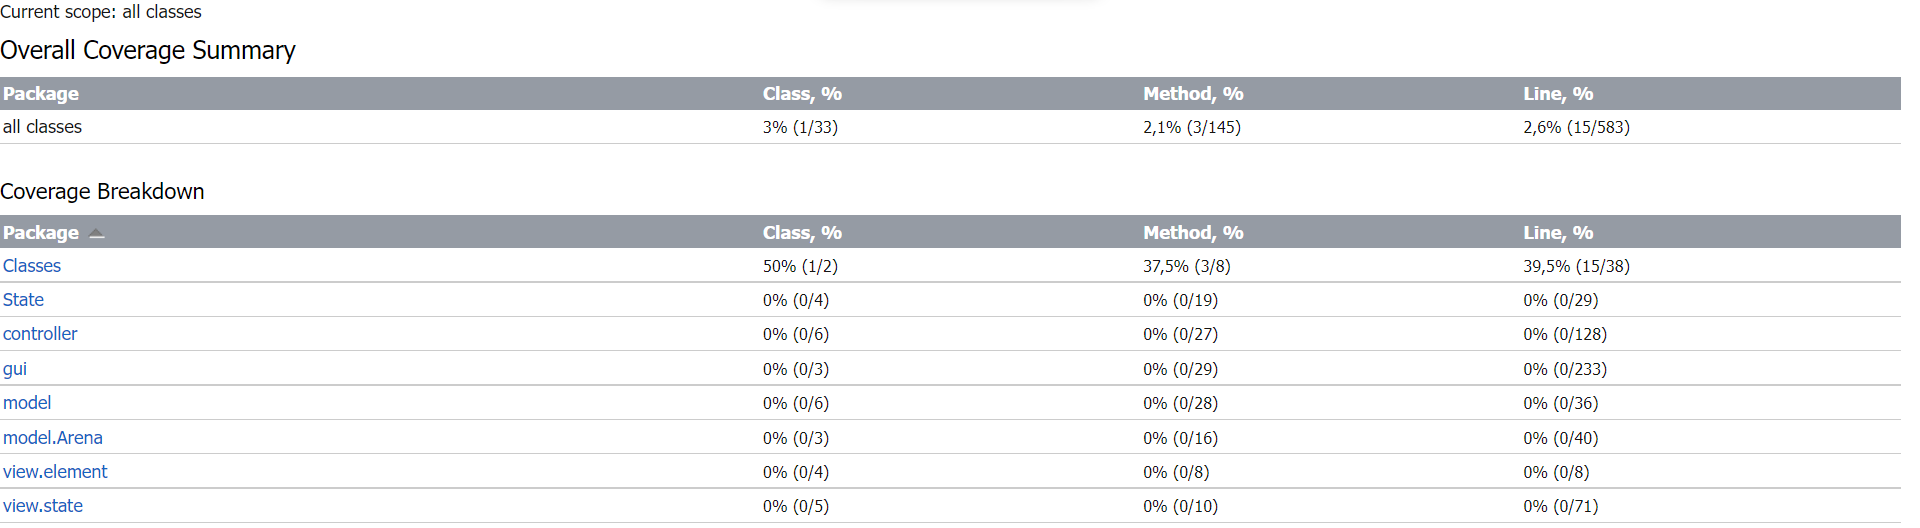 Current scope: all classes
Overall Coverage Summary
Package Class, % Method, % Line, %
all classes 3% (1/33) 2,1% (3/145) 2,6% (15/583)
Coverage Breakdown
Package Class, % Method, % Line, %
Classes 50% (1/2) 37,5% (3/8) 39,5% (15/38)
State 0% (0/4) 0% (0/19) 0% (0/29)
controller 0% (0/6) 0% (0/27) 0% (0/128)
gui 0% (0/3) 0% (0/29) 0% (0/233)
model 0% (0/6) 0% (0/28) 0% (0/36)
model.Arena 0% (0/3) 0% (0/16) 0% (0/40)
view.element 0% (0/4) 0% (0/8) 0% (0/8)
view.state 0% (0/5) 0% (0/10) 0% (0/71)